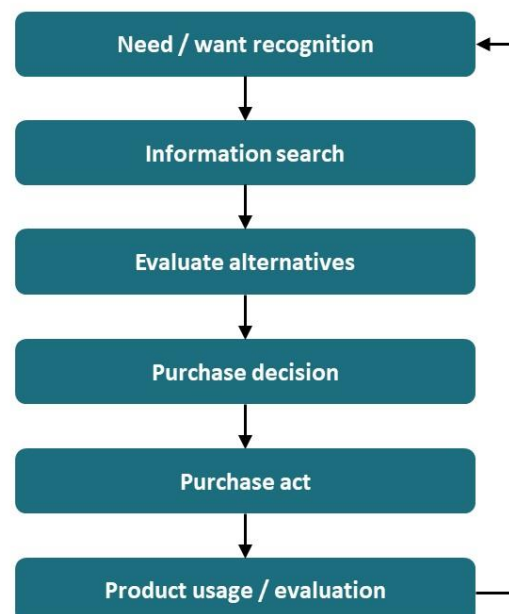 Need / want recognition
Information search
Evaluate alternatives
Purchase decision
Purchase act
Product usage / evaluation